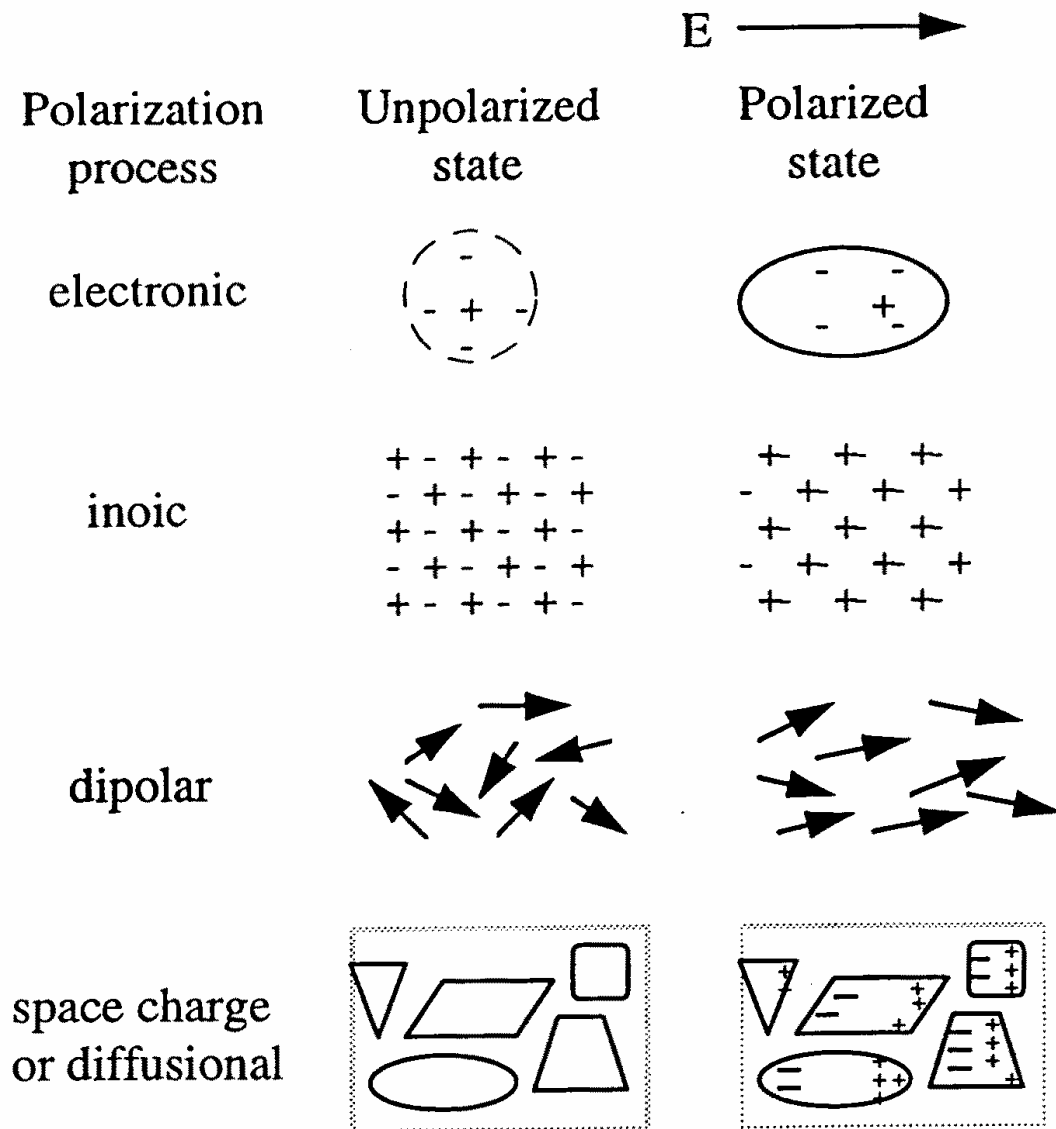 E
Polarization process
Unpolarized state
Polarized state
electronic
inoic
dipolar
space charge
or diffusional